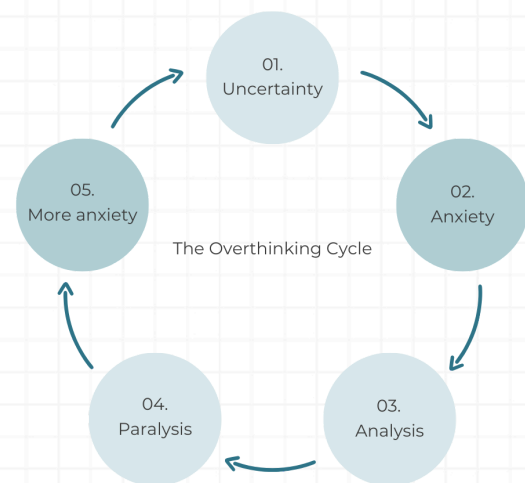 01.
Uncertainty
02.
Anxiety
03.
Analysis
04.
Paralysis
05.
More anxiety
The Overthinking Cycle